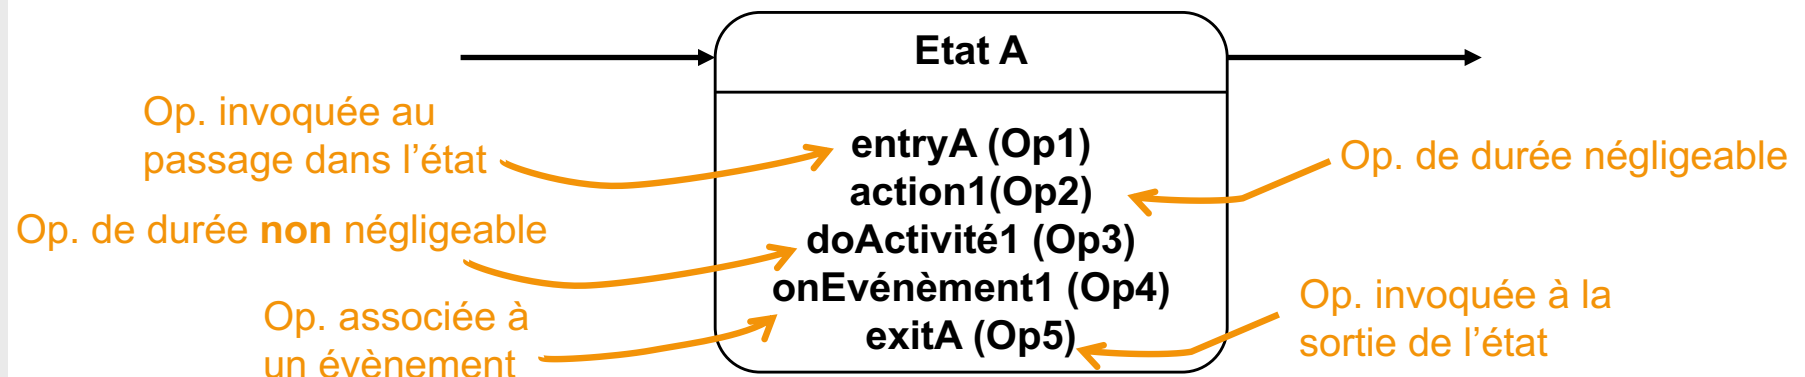 Etat A
Op. invoquée au
passage dans l’état
entryA (Op1)
action1(Op2)
doActivité1 (Op3)
onEvénèment1 (Op4)
exitA (Op5)
Op. de durée négligeable
Op. de durée non négligeable
Op. associée à
un évènement
Op. invoquée à la
sortie de l’état